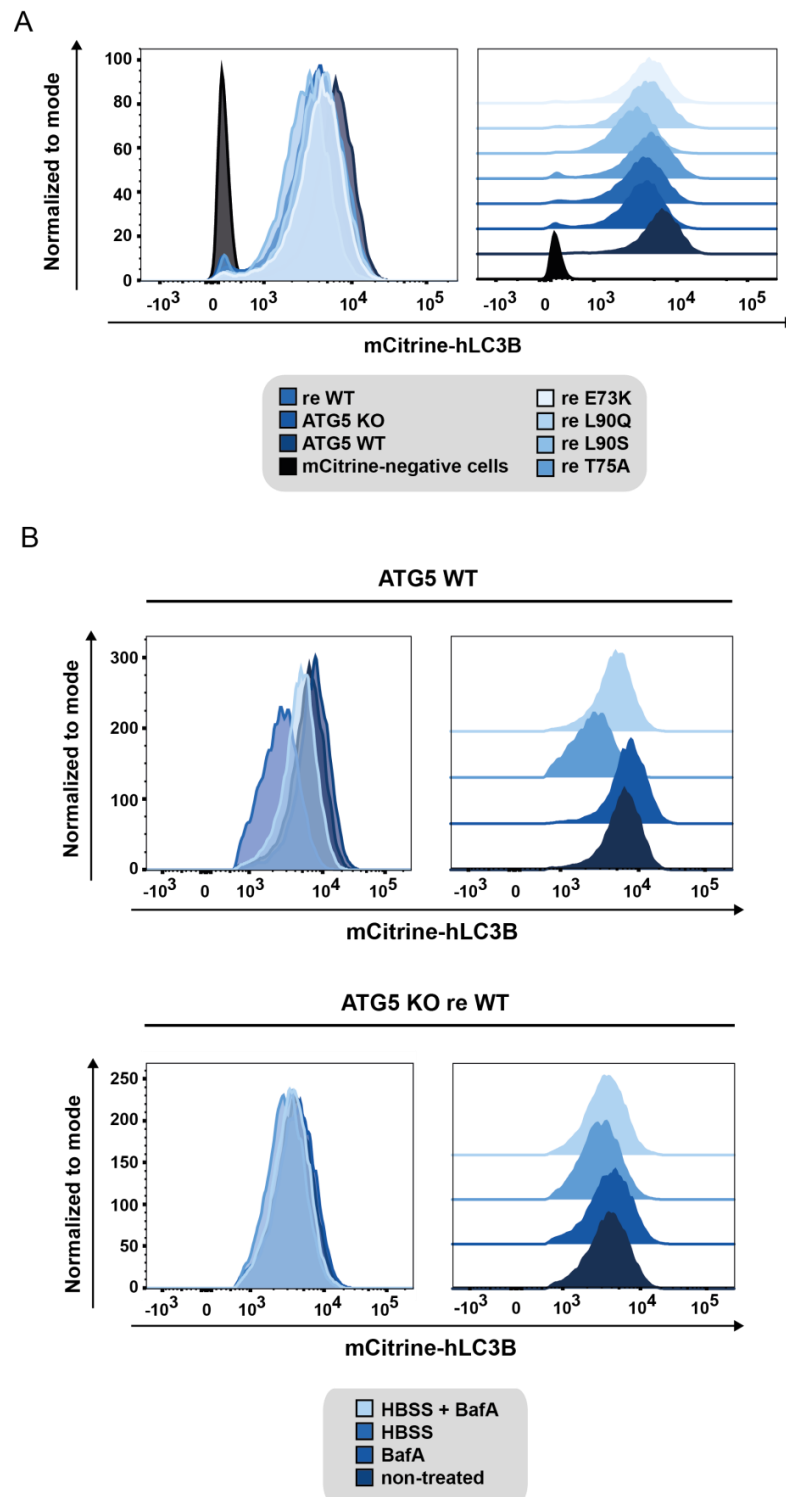 A
Normalized to mode
100
80
60
40
20
0
-10³ 0 10³ 10⁴ 10⁵
-10³ 0 10³ 10⁴ 10⁵
mCitrine-hLC3B
re WT
ATG5 KO
ATG5 WT
mCitrine-negative cells
re E73K
re L90Q
re L90S
re T75A
B
ATG5 WT
Normalized to mode
300
200
100
0
-10³ 0 10³ 10⁴ 10⁵
-10³ 0 10³ 10⁴ 10⁵
mCitrine-hLC3B
ATG5 KO re WT
Normalized to mode
250
200
150
100
50
0
-10³ 0 10³ 10⁴ 10⁵
-10³ 0 10³ 10⁴ 10⁵
mCitrine-hLC3B
HBSS + BafA
HBSS
BafA
non-treated